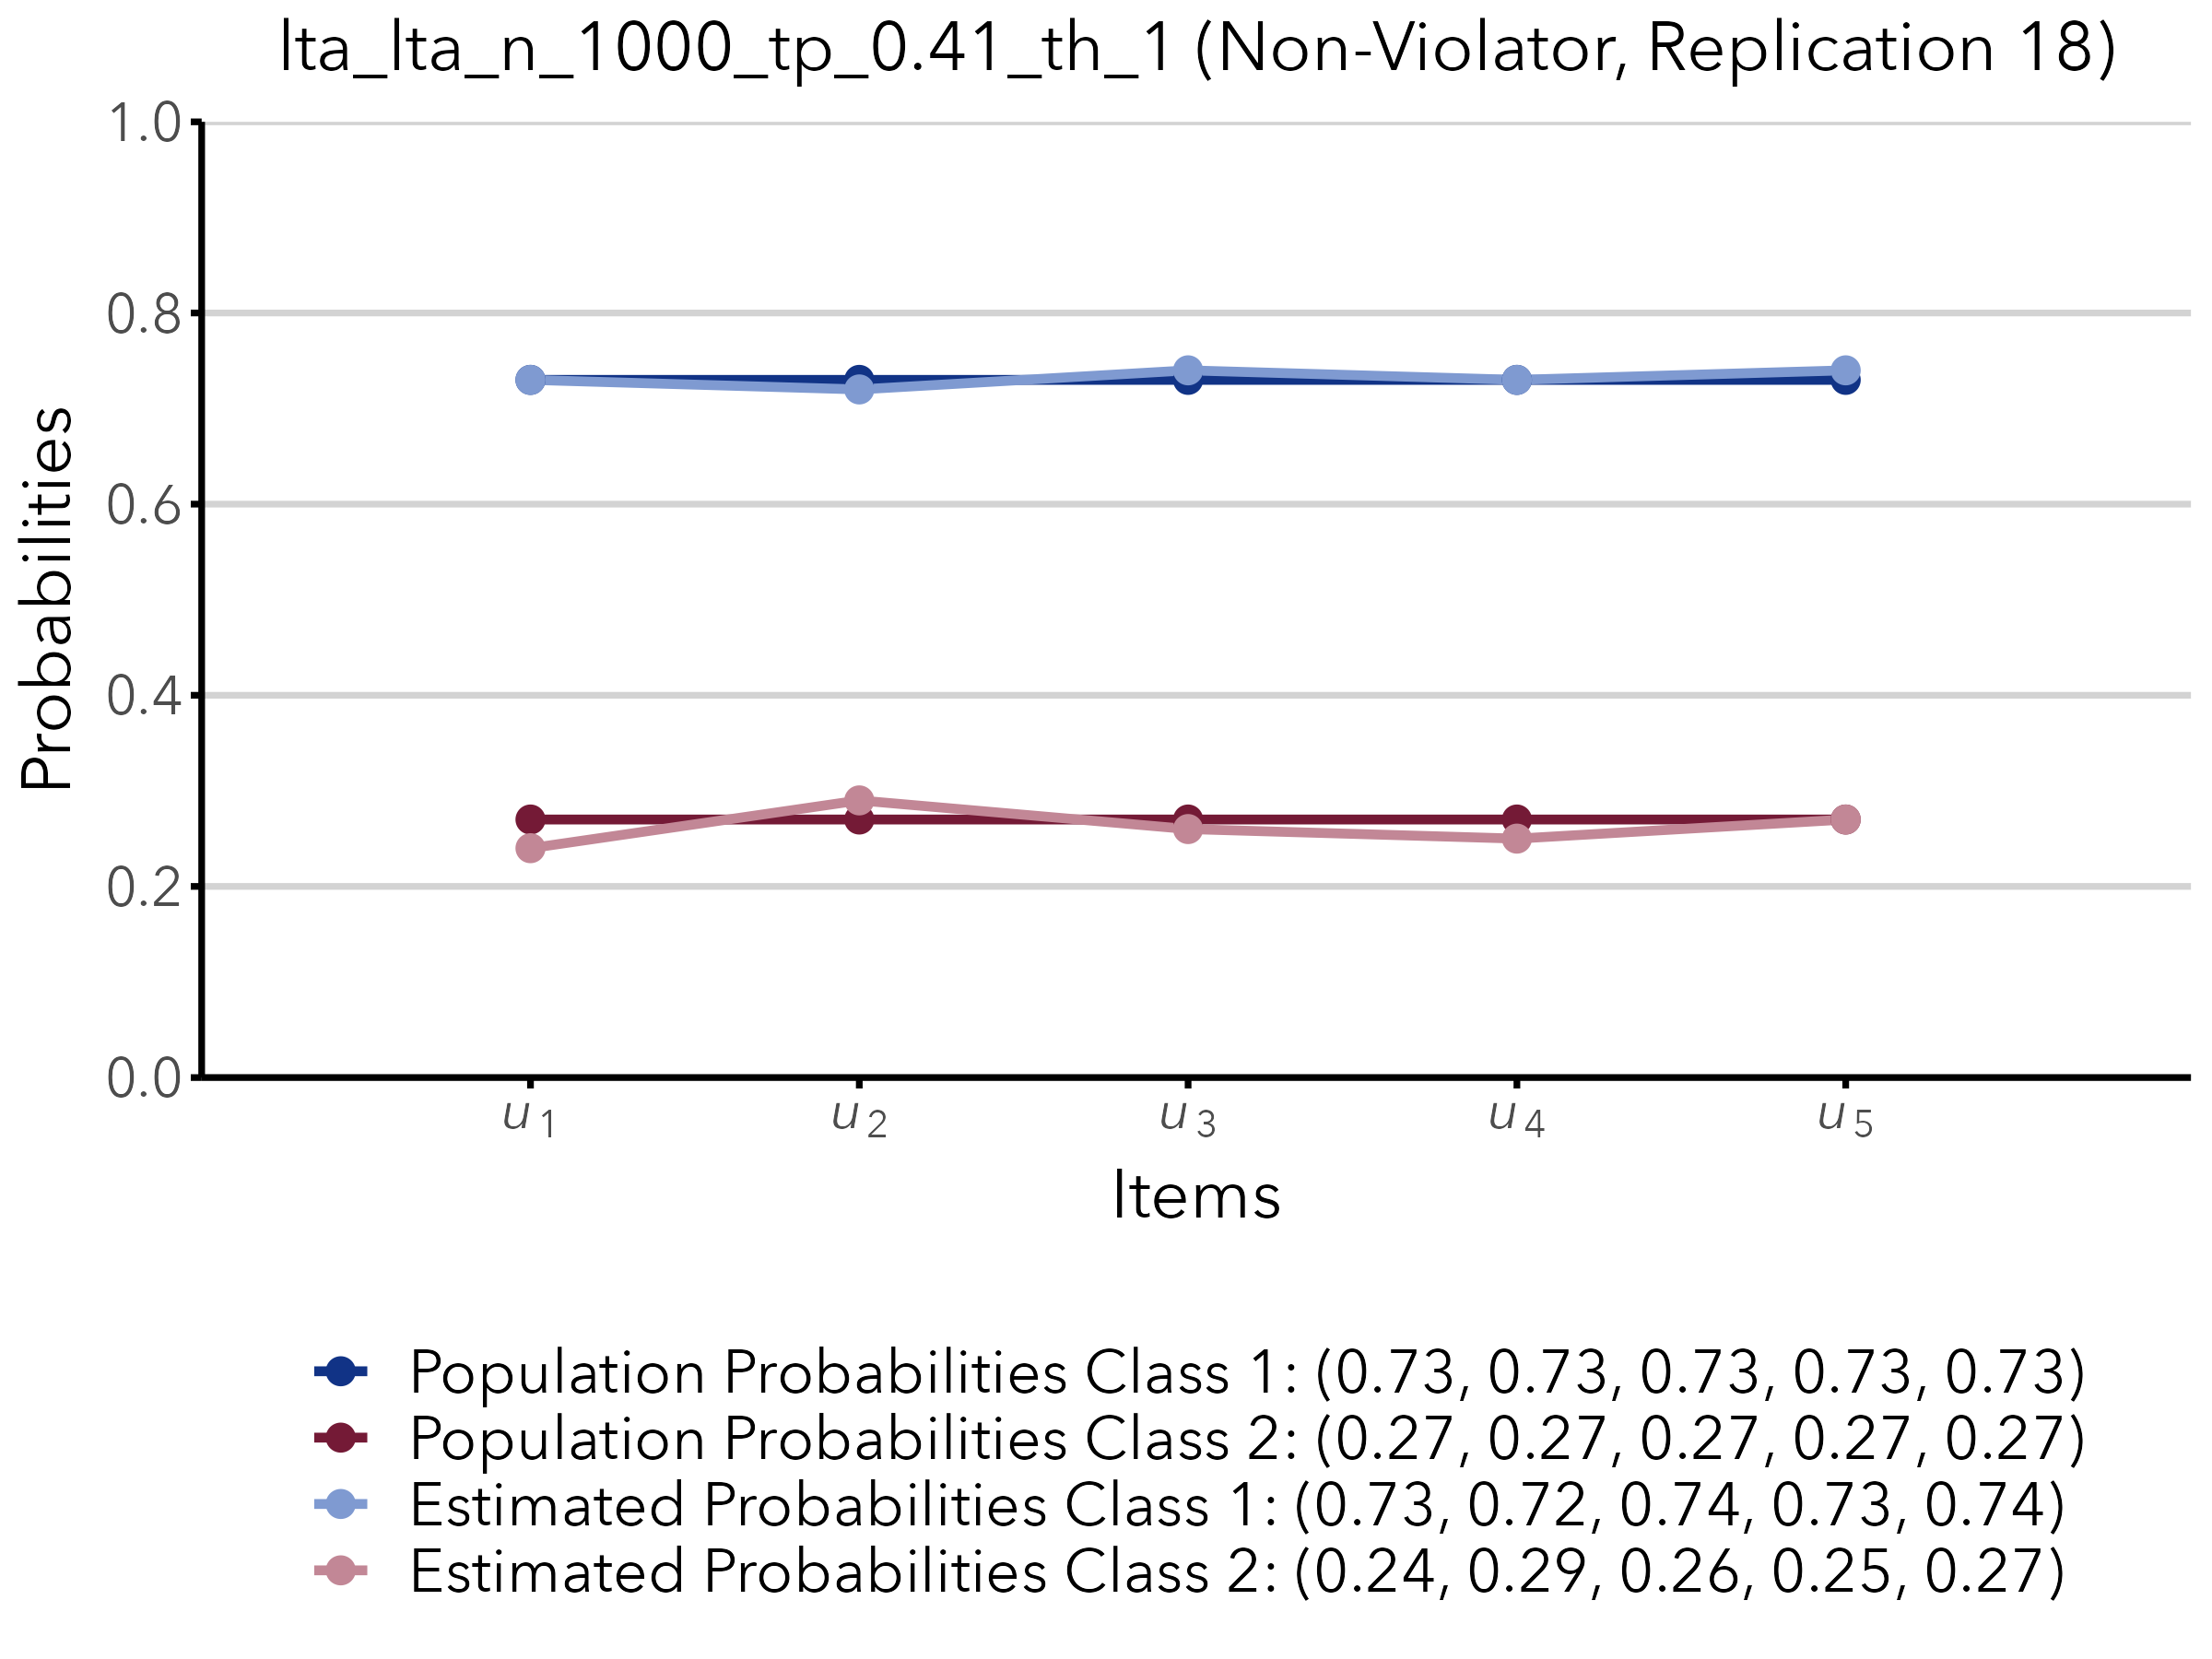 lta_lta_n_1000_tp_0.41_th_1 (Non-Violator, Replication 18)
Probabilities
1.0
0.8
0.6
0.4
0.2
0.0
u1 u2 u3 u4 u5
Items
Population Probabilities Class 1: (0.73, 0.73, 0.73, 0.73, 0.73)
Population Probabilities Class 2: (0.27, 0.27, 0.27, 0.27, 0.27)
Estimated Probabilities Class 1: (0.73, 0.72, 0.74, 0.73, 0.74)
Estimated Probabilities Class 2: (0.24, 0.29, 0.26, 0.25, 0.27)